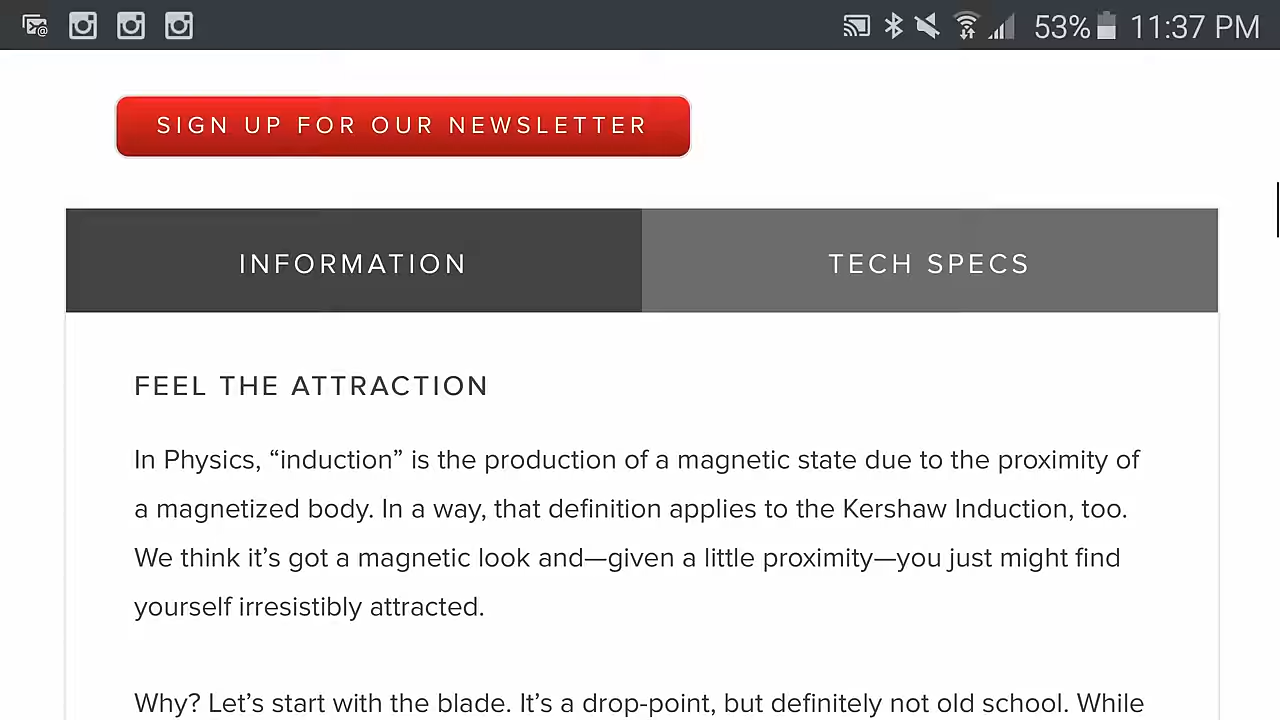 53% 11:37 PM
SIGN UP FOR OUR NEWSLETTER
INFORMATION
TECH SPECS
FEEL THE ATTRACTION
In Physics, “induction” is the production of a magnetic state due to the proximity of
a magnetized body. In a way, that definition applies to the Kershaw Induction, too.
We think it’s got a magnetic look and—given a little proximity—you just might find
yourself irresistibly attracted.
Why? Let’s start with the blade. It’s a drop-point, but definitely not old school. While